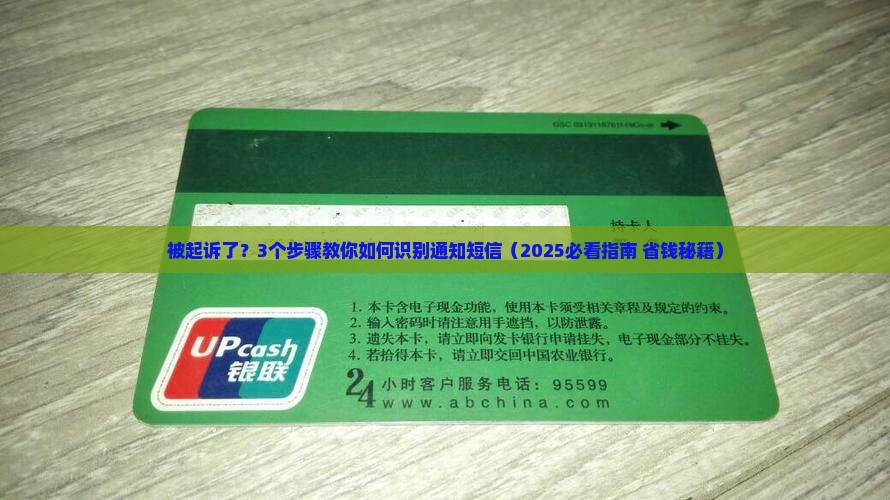 持卡人
被起诉了？3个步骤教你如何识别通知短信（2025必看指南 省钱秘籍）
1. 本卡含电子现金功能，使用本卡须受相关章程及规定的约束。
2. 输入密码时请注意用手遮挡，以防泄露。
3. 遗失本卡，请立即向发卡银行申请挂失，电子现金部分不挂失。
4. 若拾得本卡，请立即交回中国农业银行。
UPcash
银联
24小时客户服务电话：95599
www.abchina.com